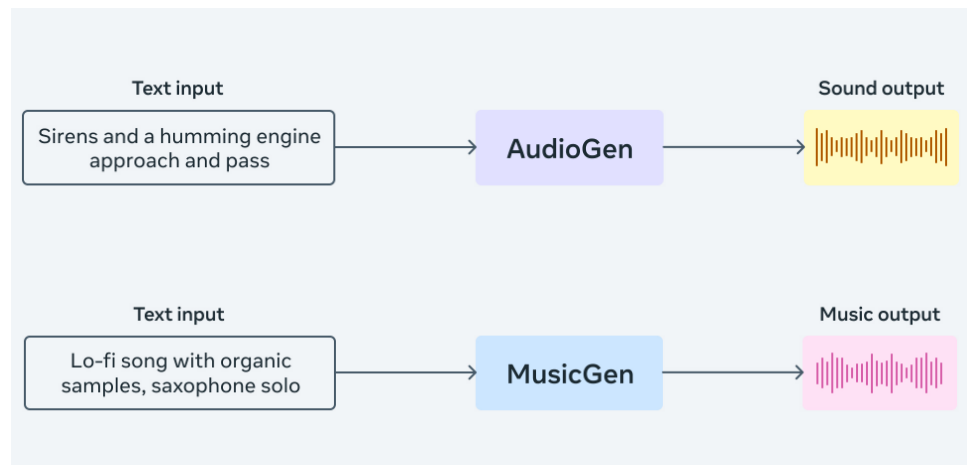 Text input
Sound output
Sirens and a humming engine
approach and pass
AudioGen
Text input
Music output
Lo-fi song with organic
samples, saxophone solo
MusicGen